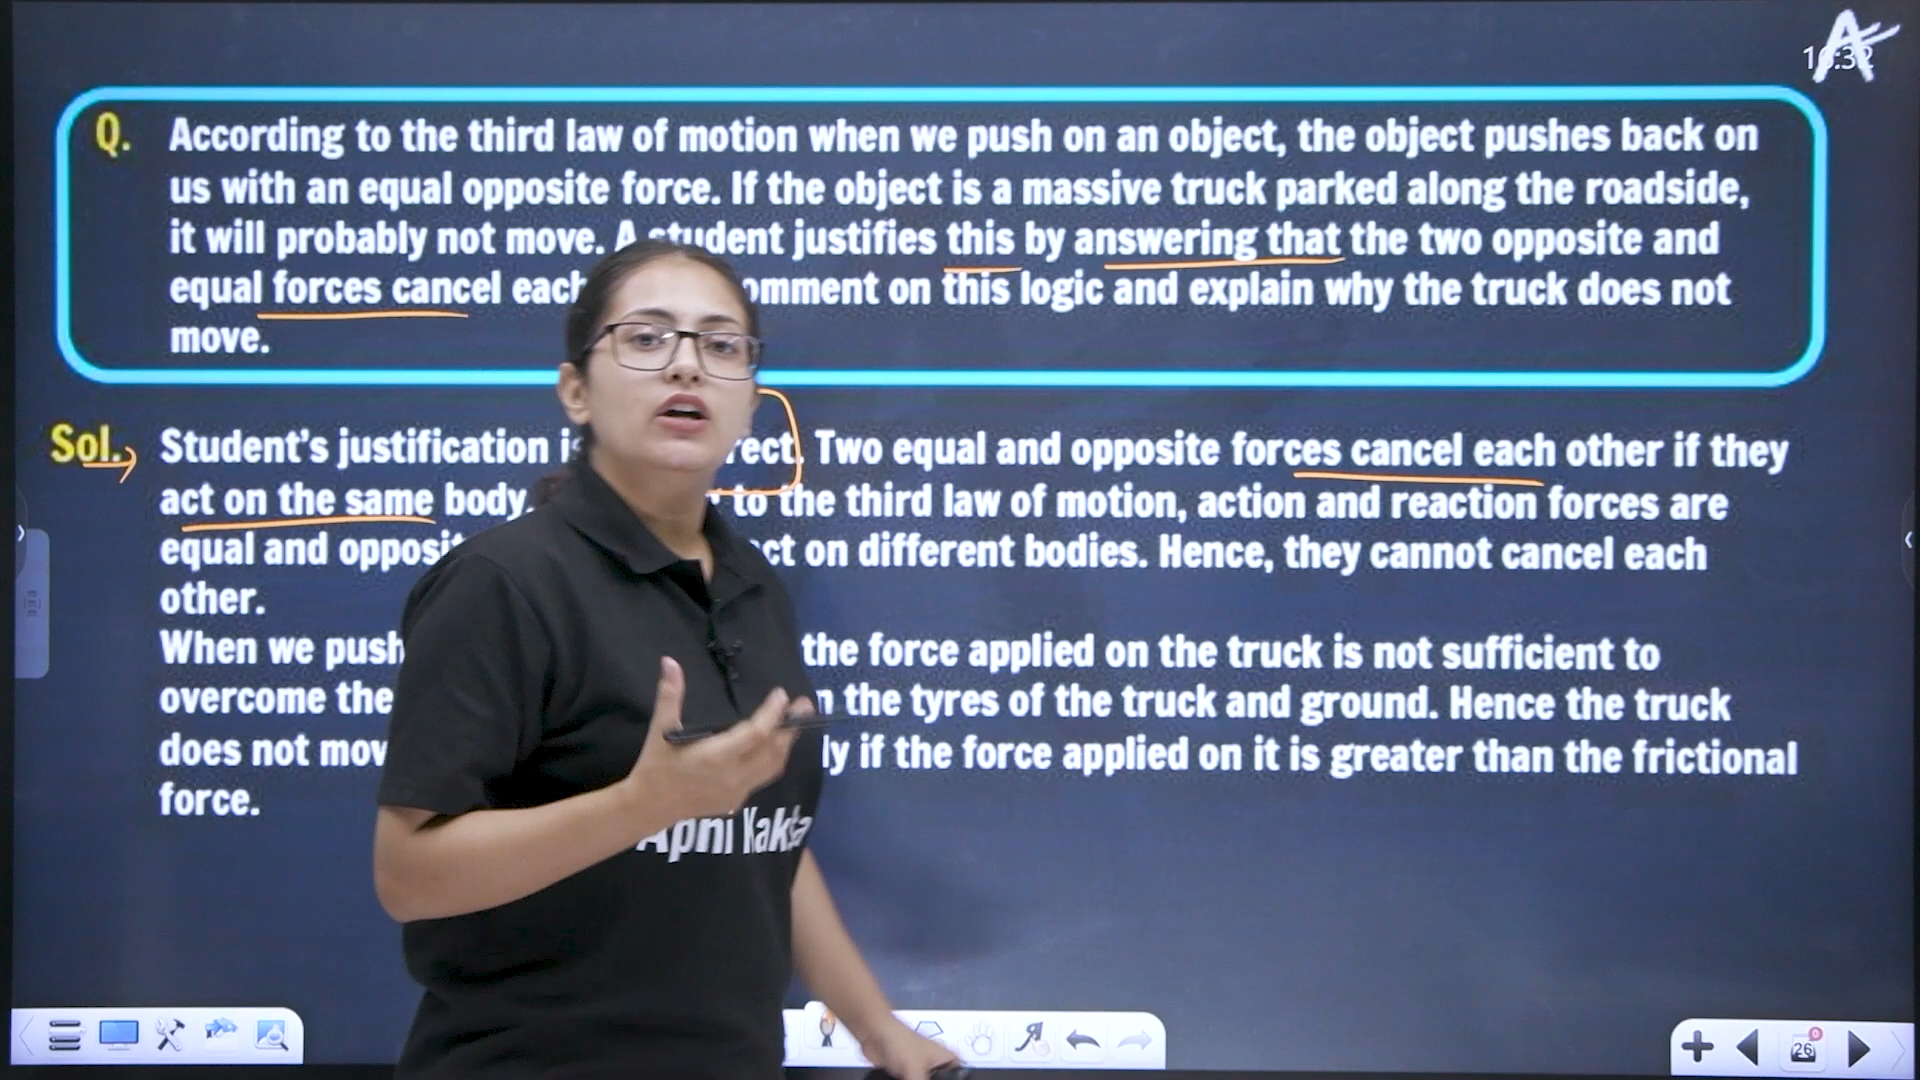 A
10:32
Q. According to the third law of motion when we push on an object, the object pushes back on
us with an equal opposite force. If the object is a massive truck parked along the roadside,
it will probably not move. A student justifies this by answering that the two opposite and
equal forces cancel each comment on this logic and explain why the truck does not
move.
Sol. Student's justification is rect. Two equal and opposite forces cancel each other if they
act on the same body. to the third law of motion, action and reaction forces are
equal and opposite act on different bodies. Hence, they cannot cancel each
other.
When we push the force applied on the truck is not sufficient to
overcome the the tyres of the truck and ground. Hence the truck
does not mov ly if the force applied on it is greater than the frictional
force.
Apni Kaksha
26
0